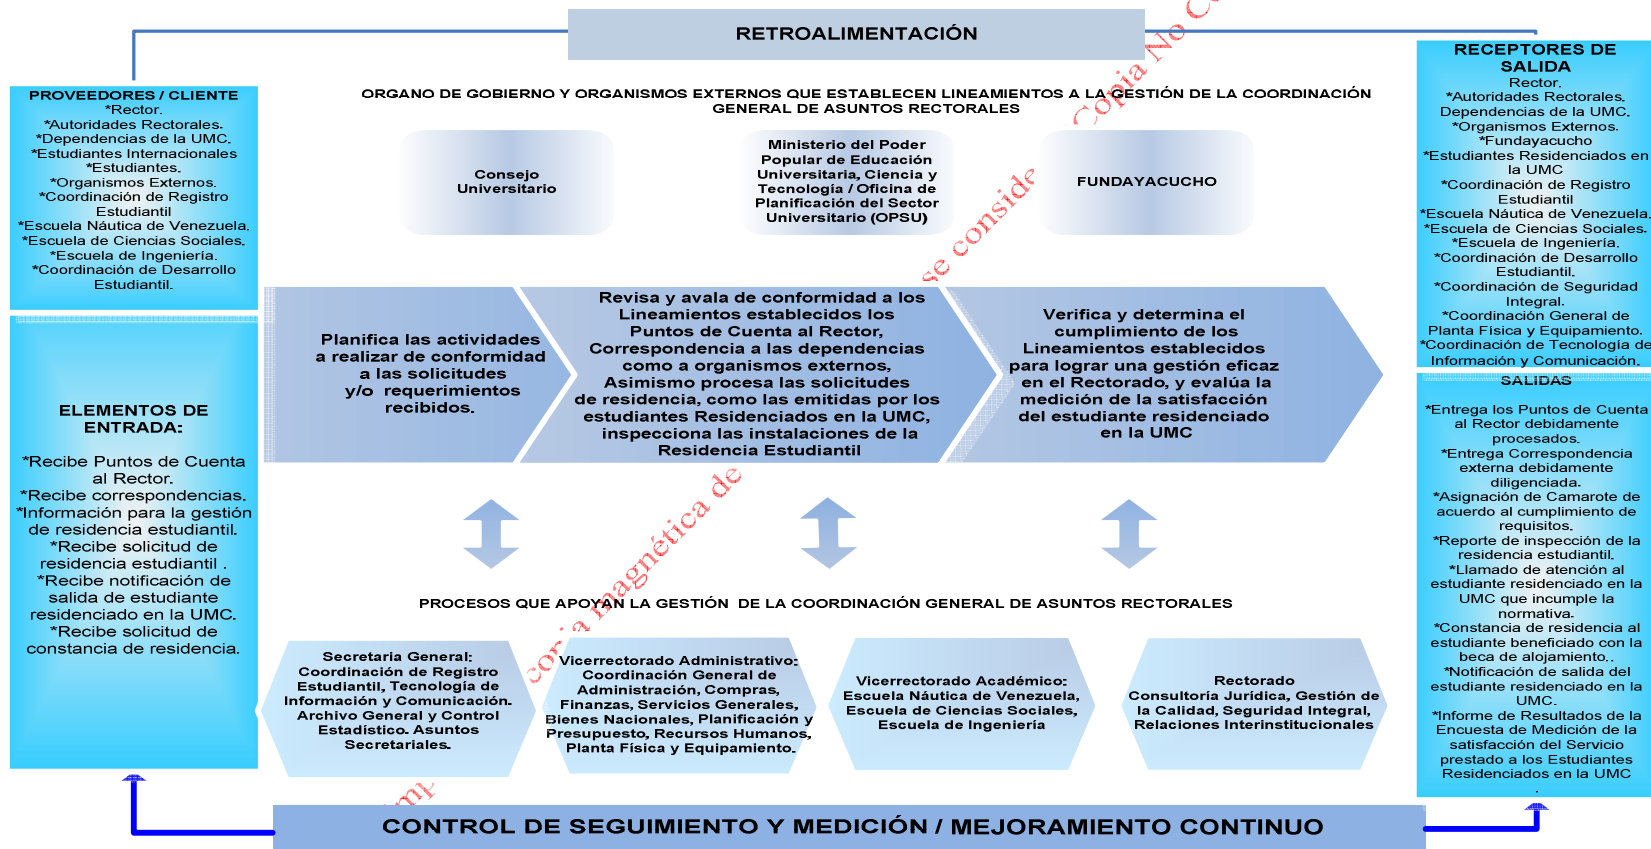 RETROALIMENTACIÓN
PROVEEDORES / CLIENTE
*Rector.
*Autoridades Rectorales.
*Dependencias de la UMC.
*Estudiantes Internacionales
*Estudiantes.
*Organismos Externos.
*Coordinación de Registro
Estudiantil
*Escuela Náutica de Venezuela.
*Escuela de Ciencias Sociales.
*Escuela de Ingeniería.
*Coordinación de Desarrollo
Estudiantil.
ELEMENTOS DE
ENTRADA:
*Recibe Puntos de Cuenta
al Rector.
*Recibe correspondencias.
*Información para la gestión
de residencia estudiantil.
*Recibe solicitud de
residencia estudiantil .
*Recibe notificación de
salida de estudiante
residenciado en la UMC.
*Recibe solicitud de
constancia de residencia.
ORGANO DE GOBIERNO Y ORGANISMOS EXTERNOS QUE ESTABLECEN LINEAMIENTOS A LA GESTIÓN DE LA COORDINACIÓN
GENERAL DE ASUNTOS RECTORALES
Consejo
Universitario
Ministerio del Poder
Popular de Educación
Universitaria, Ciencia y
Tecnología / Oficina de
Planificación del Sector
Universitario (OPSU)
FUNDAYACUCHO
Planifica las actividades
a realizar de conformidad
a las solicitudes
y/o requerimientos
recibidos.
Revisa y avala de conformidad a los
Lineamientos establecidos los
Puntos de Cuenta al Rector,
Correspondencia a las dependencias
como a organismos externos,
Asimismo procesa las solicitudes
de residencia, como las emitidas por los
estudiantes Residenciados en la UMC,
inspecciona las instalaciones de la
Residencia Estudiantil
Verifica y determina el
cumplimiento de los
Lineamientos establecidos
para lograr una gestión eficaz
en el Rectorado, y evalúa la
medición de la satisfacción
del estudiante residenciado
en la UMC
PROCESOS QUE APOYAN LA GESTIÓN DE LA COORDINACIÓN GENERAL DE ASUNTOS RECTORALES
Secretaria General:
Coordinación de Registro
Estudiantil, Tecnología de
Información y Comunicación.
Archivo General y Control
Estadístico. Asuntos
Secretariales.
Vicerrectorado Administrativo:
Coordinación General de
Administración, Compras,
Finanzas, Servicios Generales,
Bienes Nacionales, Planificación y
Presupuesto, Recursos Humanos,
Planta Física y Equipamiento.
Vicerrectorado Académico:
Escuela Náutica de Venezuela,
Escuela de Ciencias Sociales,
Escuela de Ingeniería
Rectorado
Consultoría Jurídica, Gestión de
la Calidad, Seguridad Integral,
Relaciones Interinstitucionales
RECEPTORES DE
SALIDA
Rector.
*Autoridades Rectorales,
Dependencias de la UMC.
*Organismos Externos.
*Fundayacucho
*Estudiantes Residenciados en
la UMC
*Coordinación de Registro
Estudiantil
*Escuela Náutica de Venezuela.
*Escuela de Ciencias Sociales.
*Escuela de Ingeniería.
*Coordinación de Desarrollo
Estudiantil.
*Coordinación de Seguridad
Integral.
*Coordinación General de
Planta Física y Equipamiento.
*Coordinación de Tecnología de
Información y Comunicación.
SALIDAS
*Entrega los Puntos de Cuenta
al Rector debidamente
procesados.
*Entrega Correspondencia
externa debidamente
diligenciada.
*Asignación de Camarote de
acuerdo al cumplimiento de
requisitos.
*Reporte de inspección de la
residencia estudiantil.
*Llamado de atención al
estudiante residenciado en la
UMC que incumple la
normativa.
*Constancia de residencia al
estudiante beneficiado con la
beca de alojamiento..
*Notificación de salida del
estudiante residenciado en la
UMC.
*Informe de Resultados de la
Encuesta de Medición de la
satisfacción del Servicio
prestado a los Estudiantes
Residenciados en la UMC
.
CONTROL DE SEGUIMIENTO Y MEDICIÓN / MEJORAMIENTO CONTINUO
copia magnética de
se conside
Copia No Co